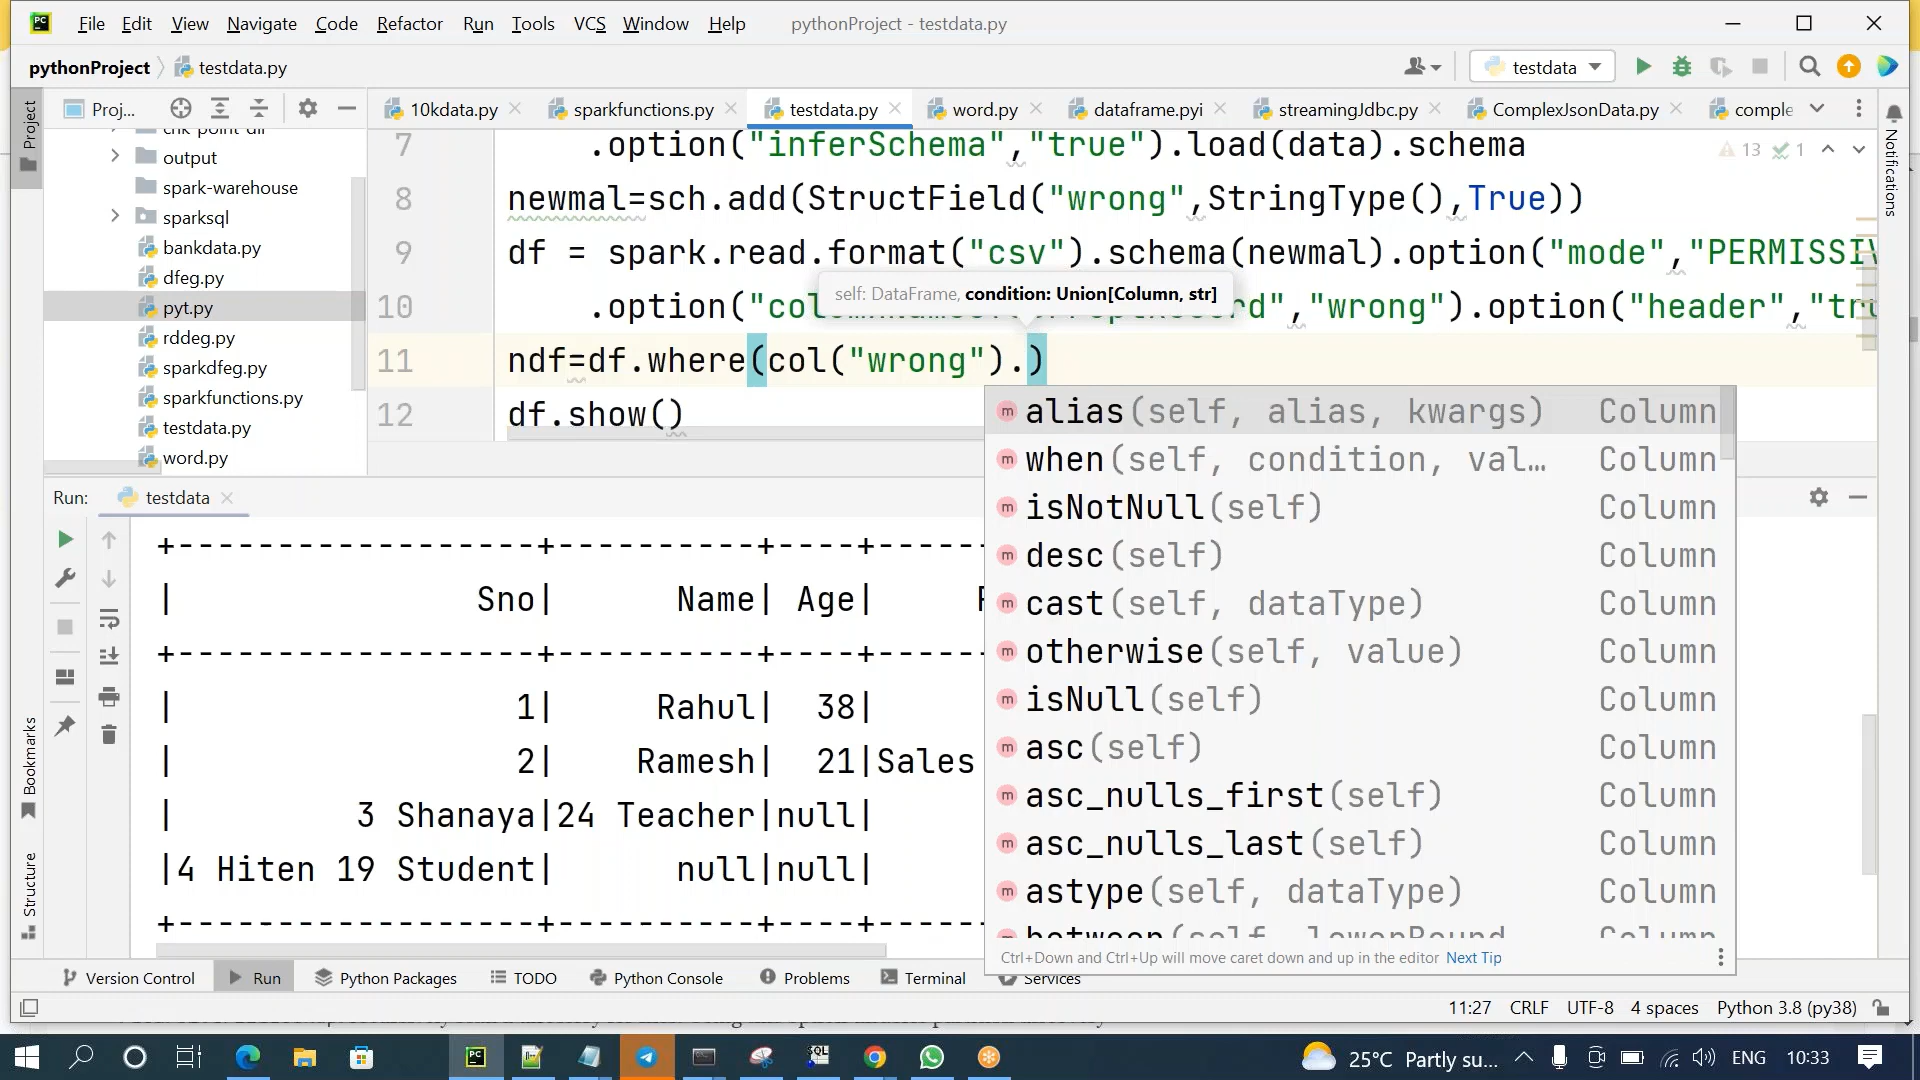 File Edit View Navigate Code Refactor Run Tools VCS Window Help pythonProject - testdata.py
pythonProject testdata.py testdata
Project
Proj...
10kdata.py sparkfunctions.py testdata.py word.py dataframe.pyi streamingJdbc.py ComplexJsonData.py comple
Notifications
output
spark-warehouse
sparksql
bankdata.py
dfeg.py
pyt.py
rddeg.py
sparkdfeg.py
sparkfunctions.py
testdata.py
word.py
7 .option("inferSchema","true").load(data).schema
13 1
8 newmal=sch.add(StructField("wrong",StringType(),True))
9 df = spark.read.format("csv").schema(newmal).option("mode","PERMISSIV
self: DataFrame, condition: Union[Column, str]
10 .option("col rd","wrong").option("header","tru
11 ndf=df.where(col("wrong").)
12 df.show()
alias(self, alias, kwargs) Column
when(self, condition, val… Column
isNotNull(self) Column
desc(self) Column
cast(self, dataType) Column
otherwise(self, value) Column
isNull(self) Column
asc(self) Column
asc_nulls_first(self) Column
asc_nulls_last(self) Column
astype(self, dataType) Column
between(self, lowerBound Column
Ctrl+Down and Ctrl+Up will move caret down and up in the editor Next Tip
Run: testdata
+------------------+----------+----+------
| Sno| Name| Age|
+------------------+----------+----+------
| 1| Rahul| 38|
| 2| Ramesh| 21|Sales
| 3 Shanaya|24 Teacher|null|
|4 Hiten 19 Student| null|null|
+------------------+----------+----+------
Bookmarks
Structure
Version Control Run Python Packages TODO Python Console Problems Terminal Services
11:27 CRLF UTF-8 4 spaces Python 3.8 (py38)
25°C Partly su... ENG 10:33